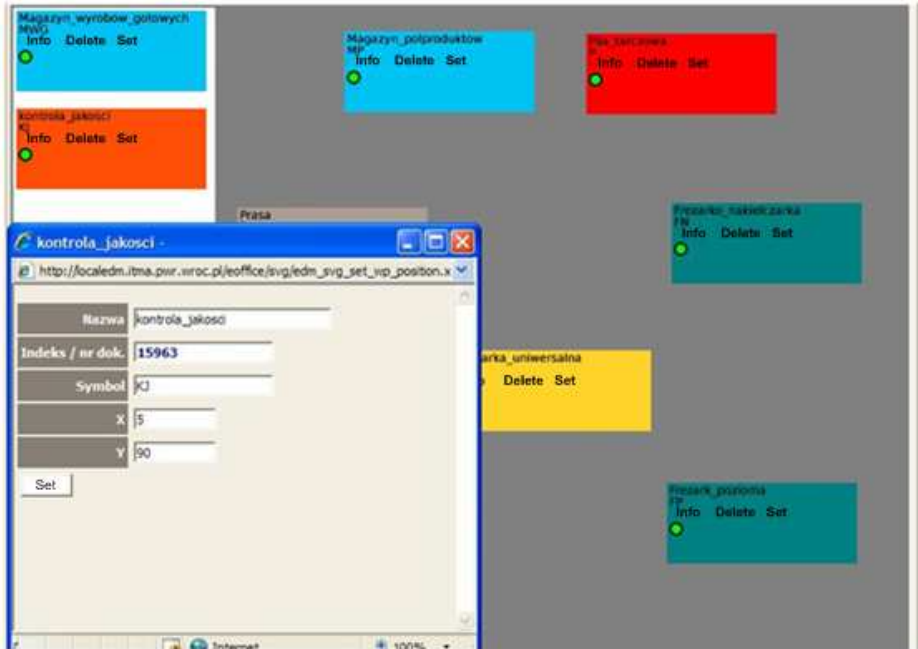 Magazyn_wyrobow_gotowych
MWG
Info Delete Set
Magazyn_polproduktow
MP
Info Delete Set
Info Delete Set
kontrola_jakosci
KJ
Info Delete Set
Prasa
Frezarko_nakielczarka
FN
Info Delete Set
kontrola_jakosci -
http://localedm.itma.pwr.wroc.pl/eoffice/svg/edm_svg_set_wp_position.x
Nazwa kontrola_jakosci
Indeks / nr dok. 15963
Symbol KJ
X 5
Y 90
Set
arka_uniwersalna
Delete Set
Frezark_pozioma
FP
Info Delete Set
Internet 100%